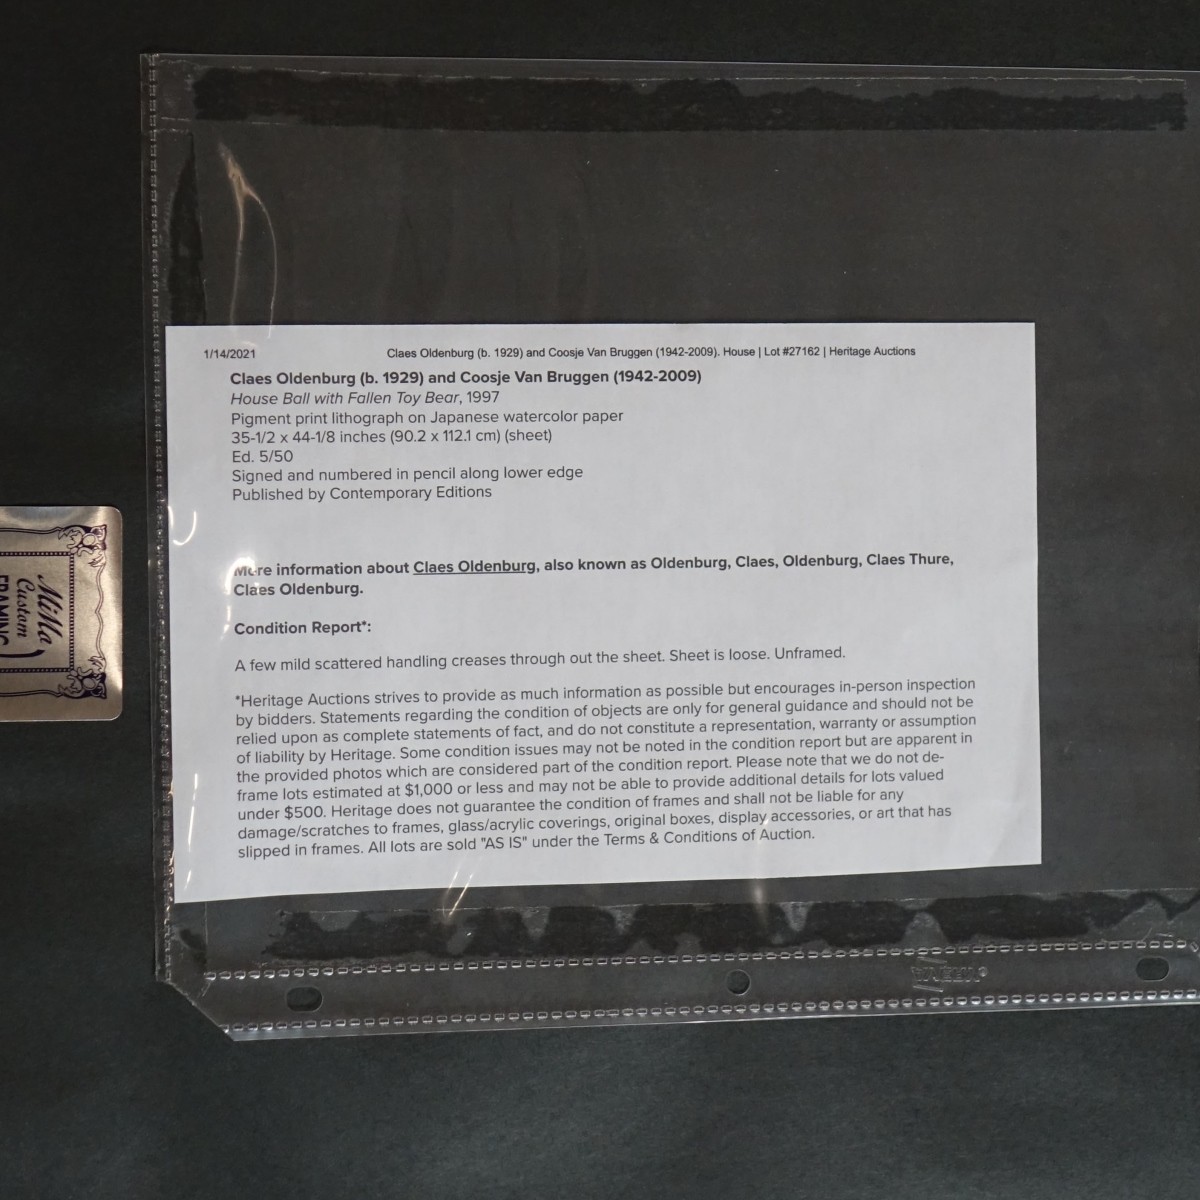 1/14/2021 Claes Oldenburg (b. 1929) and Coosje Van Bruggen (1942-2009). House | Lot #27162 | Heritage Auctions
Claes Oldenburg (b. 1929) and Coosje Van Bruggen (1942-2009)
House Ball with Fallen Toy Bear, 1997
Pigment print lithograph on Japanese watercolor paper
35-1/2 x 44-1/8 inches (90.2 x 112.1 cm) (sheet)
Ed. 5/50
Signed and numbered in pencil along lower edge
Published by Contemporary Editions
More information about Claes Oldenburg, also known as Oldenburg, Claes, Oldenburg, Claes Thure,
Claes Oldenburg.
Condition Report*:
A few mild scattered handling creases through out the sheet. Sheet is loose. Unframed.
*Heritage Auctions strives to provide as much information as possible but encourages in-person inspection
by bidders. Statements regarding the condition of objects are only for general guidance and should not be
relied upon as complete statements of fact, and do not constitute a representation, warranty or assumption
of liability by Heritage. Some condition issues may not be noted in the condition report but are apparent in
the provided photos which are considered part of the condition report. Please note that we do not de-
frame lots estimated at $1,000 or less and may not be able to provide additional details for lots valued
under $500. Heritage does not guarantee the condition of frames and shall not be liable for any
damage/scratches to frames, glass/acrylic coverings, original boxes, display accessories, or art that has
slipped in frames. All lots are sold "AS IS" under the Terms & Conditions of Auction.
MiMa
Custom
FRAMING